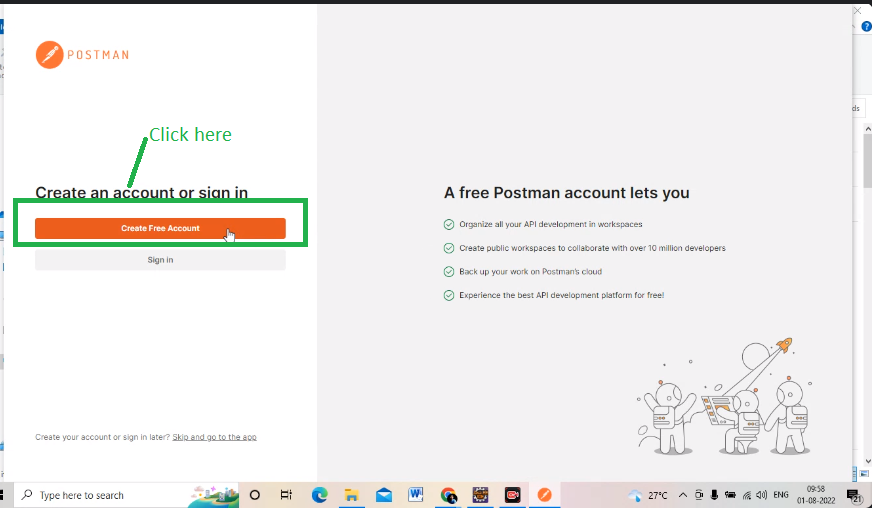 POSTMAN
Click here
Create an account or sign in
Create Free Account
Sign in
Create your account or sign in later? Skip and go to the app
A free Postman account lets you
Organize all your API development in workspaces
Create public workspaces to collaborate with over 10 million developers
Back up your work on Postman's cloud
Experience the best API development platform for free!
ds
Type here to search
27°C
ENG
09:58
01-08-2022
21